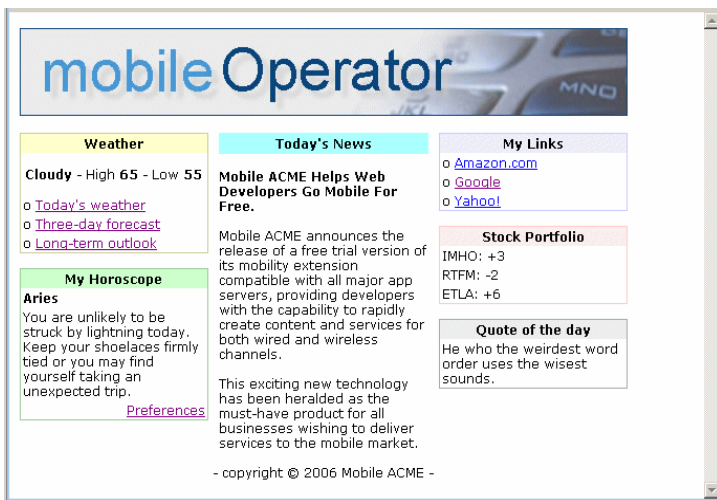 mobile Operator
JKL
MNO
Weather
Cloudy - High 65 - Low 55
o Today's weather
o Three-day forecast
o Long-term outlook
My Horoscope
Aries
You are unlikely to be
struck by lightning today.
Keep your shoelaces firmly
tied or you may find
yourself taking an
unexpected trip.
Preferences
Today's News
Mobile ACME Helps Web
Developers Go Mobile For
Free.
Mobile ACME announces the
release of a free trial version of
its mobility extension
compatible with all major app
servers, providing developers
with the capability to rapidly
create content and services for
both wired and wireless
channels.
This exciting new technology
has been heralded as the
must-have product for all
businesses wishing to deliver
services to the mobile market.
My Links
o Amazon.com
o Google
o Yahoo!
Stock Portfolio
IMHO: +3
RTFM: -2
ETLA: +6
Quote of the day
He who the weirdest word
order uses the wisest
sounds.
- copyright © 2006 Mobile ACME -